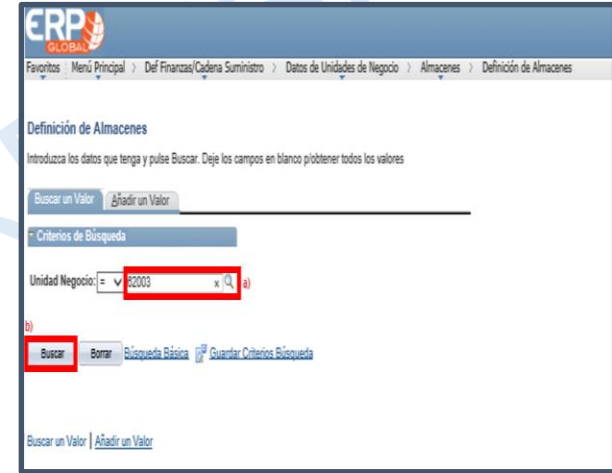 ERP
GLOBAL
Favoritos Menú Principal > Def Finanzas/Cadena Suministro > Datos de Unidades de Negocio > Almacenes > Definición de Almacenes
Definición de Almacenes
Introduzca los datos que tenga y pulse Buscar. Deje los campos en blanco p/obtener todos los valores
Buscar un Valor Añadir un Valor
Criterios de Búsqueda
Unidad Negocio: = 62003 x a)
b)
Buscar Borrar Búsqueda Básica Guardar Criterios Búsqueda
Buscar un Valor | Añadir un Valor